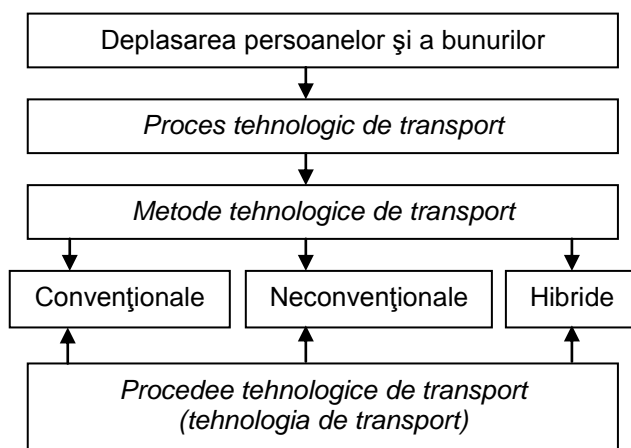 Deplasarea persoanelor şi a bunurilor
Proces tehnologic de transport
Metode tehnologice de transport
Convenţionale
Neconvenţionale
Hibride
Procedee tehnologice de transport
(tehnologia de transport)